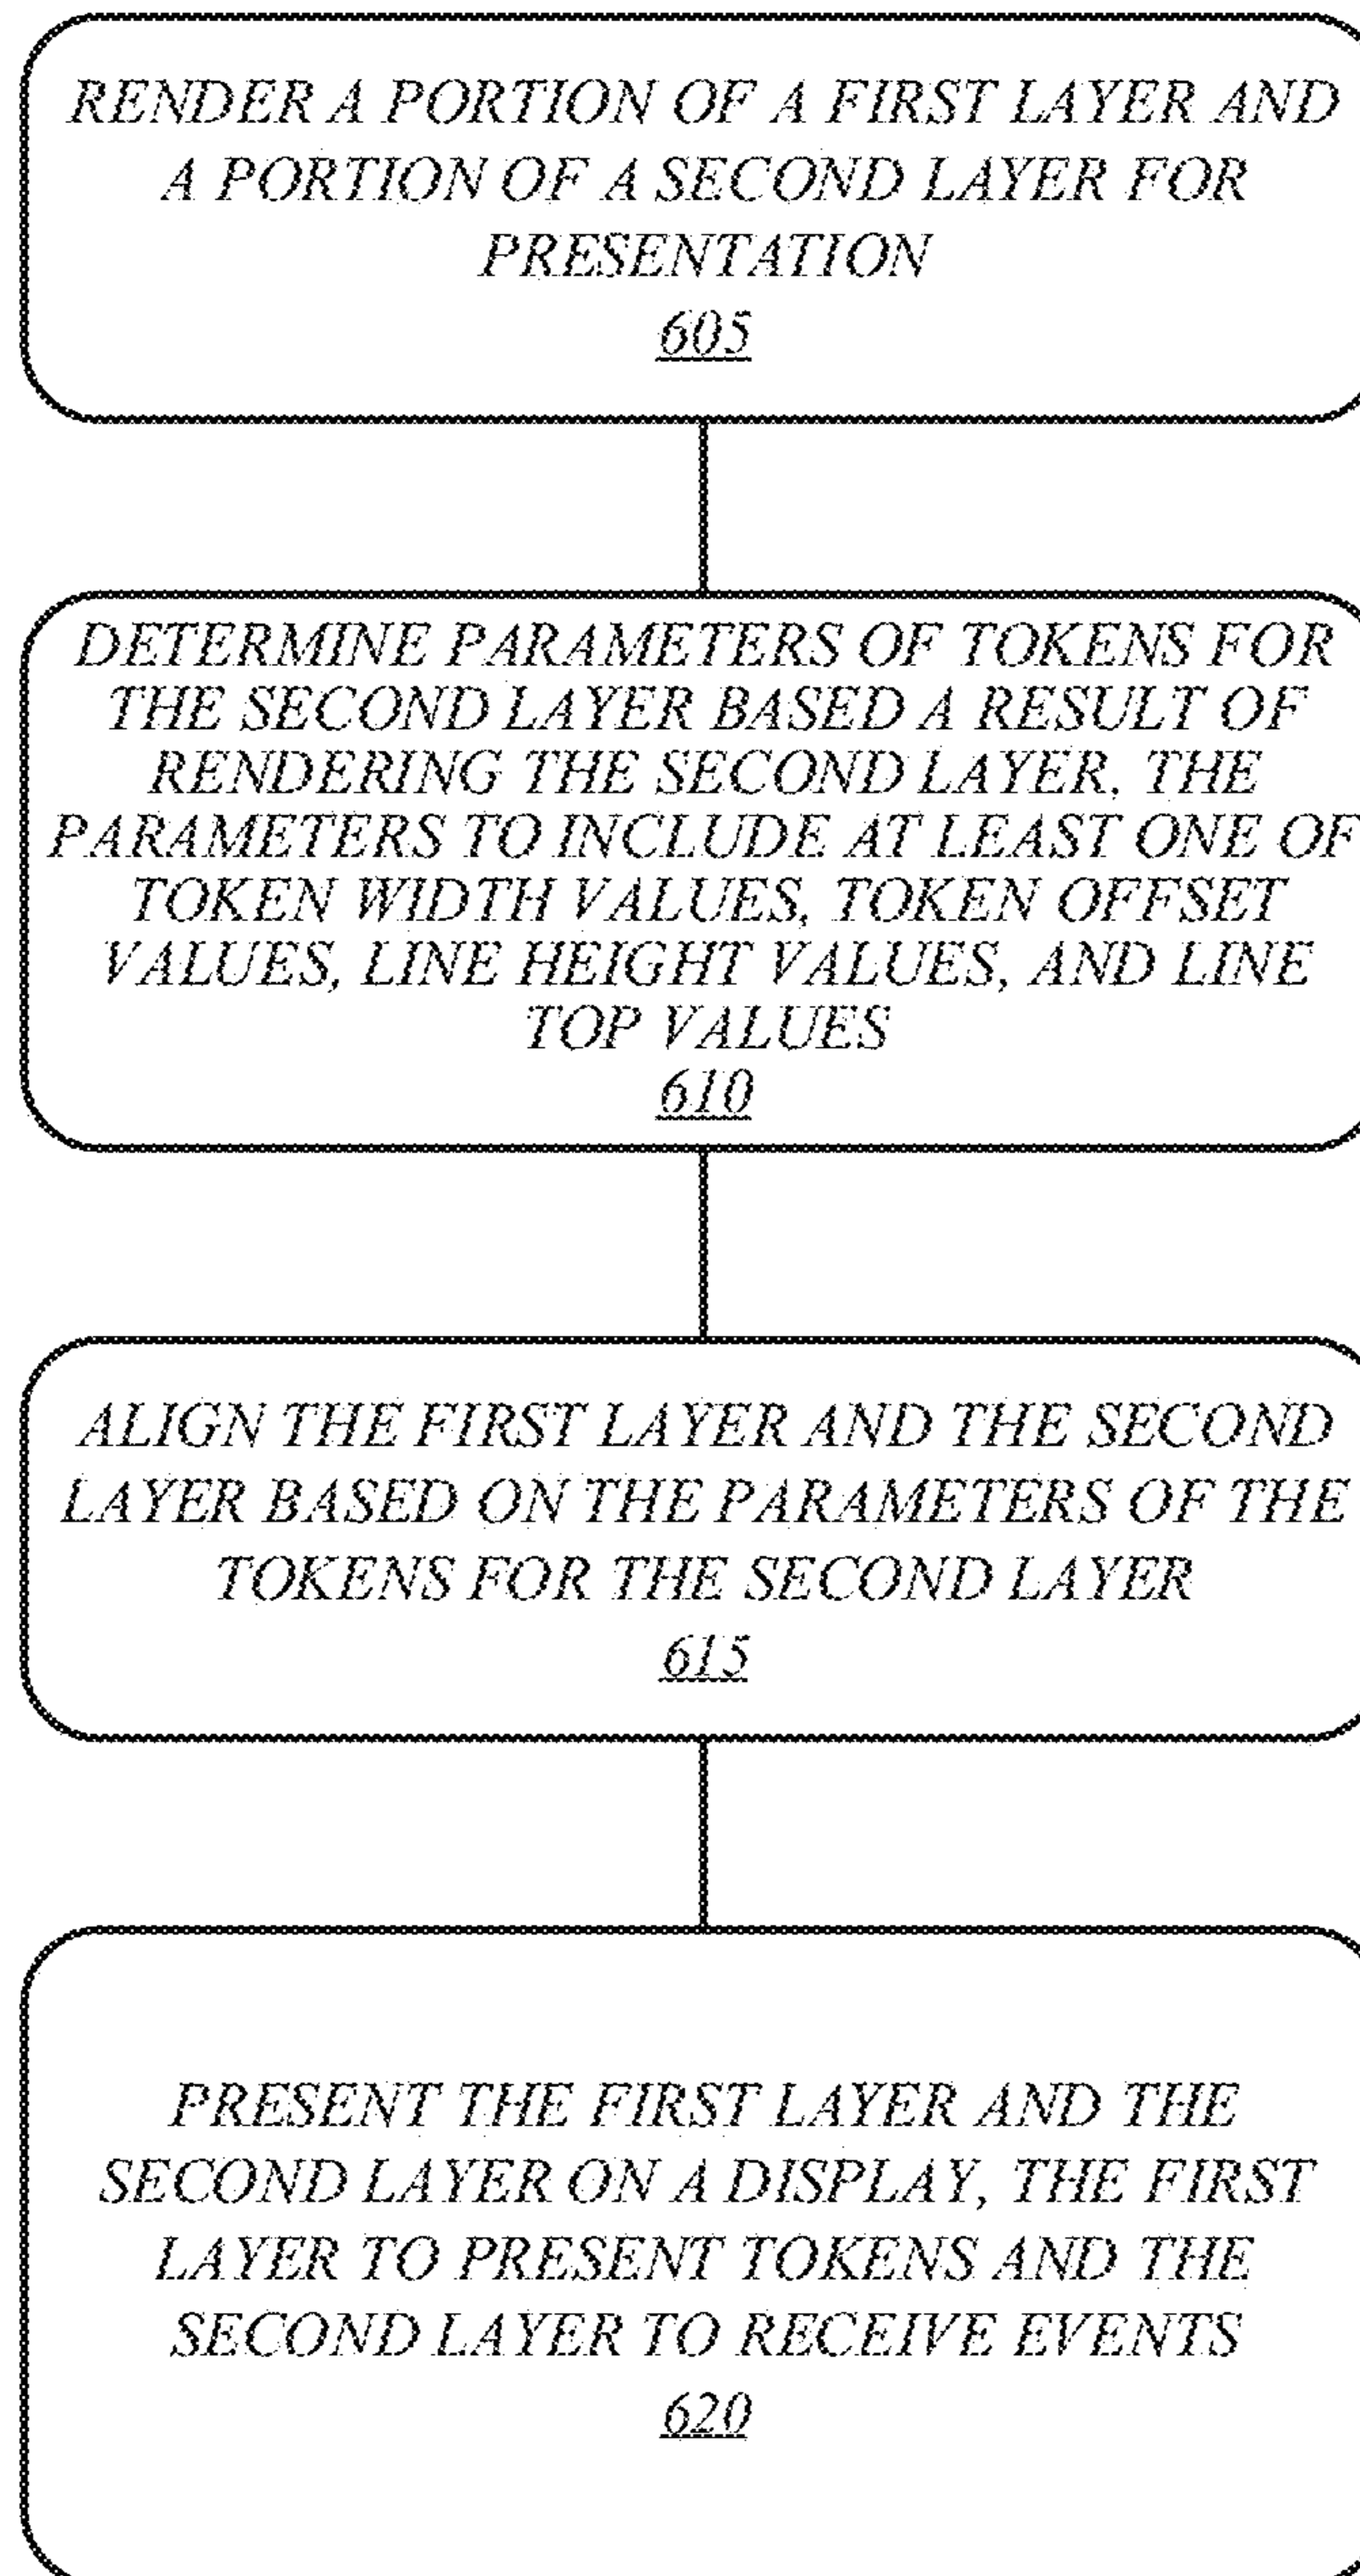 RENDER A PORTION OF A FIRST LAYER AND
A PORTION OF A SECOND LAYER FOR
PRESENTATION
605
DETERMINE PARAMETERS OF TOKENS FOR
THE SECOND LAYER BASED A RESULT OF
RENDERING THE SECOND LAYER, THE
PARAMETERS TO INCLUDE AT LEAST ONE OF
TOKEN WIDTH VALUES, TOKEN OFFSET
VALUES, LINE HEIGHT VALUES, AND LINE
TOP VALUES
610
ALIGN THE FIRST LAYER AND THE SECOND
LAYER BASED ON THE PARAMETERS OF THE
TOKENS FOR THE SECOND LAYER
615
PRESENT THE FIRST LAYER AND THE
SECOND LAYER ON A DISPLAY, THE FIRST
LAYER TO PRESENT TOKENS AND THE
SECOND LAYER TO RECEIVE EVENTS
620